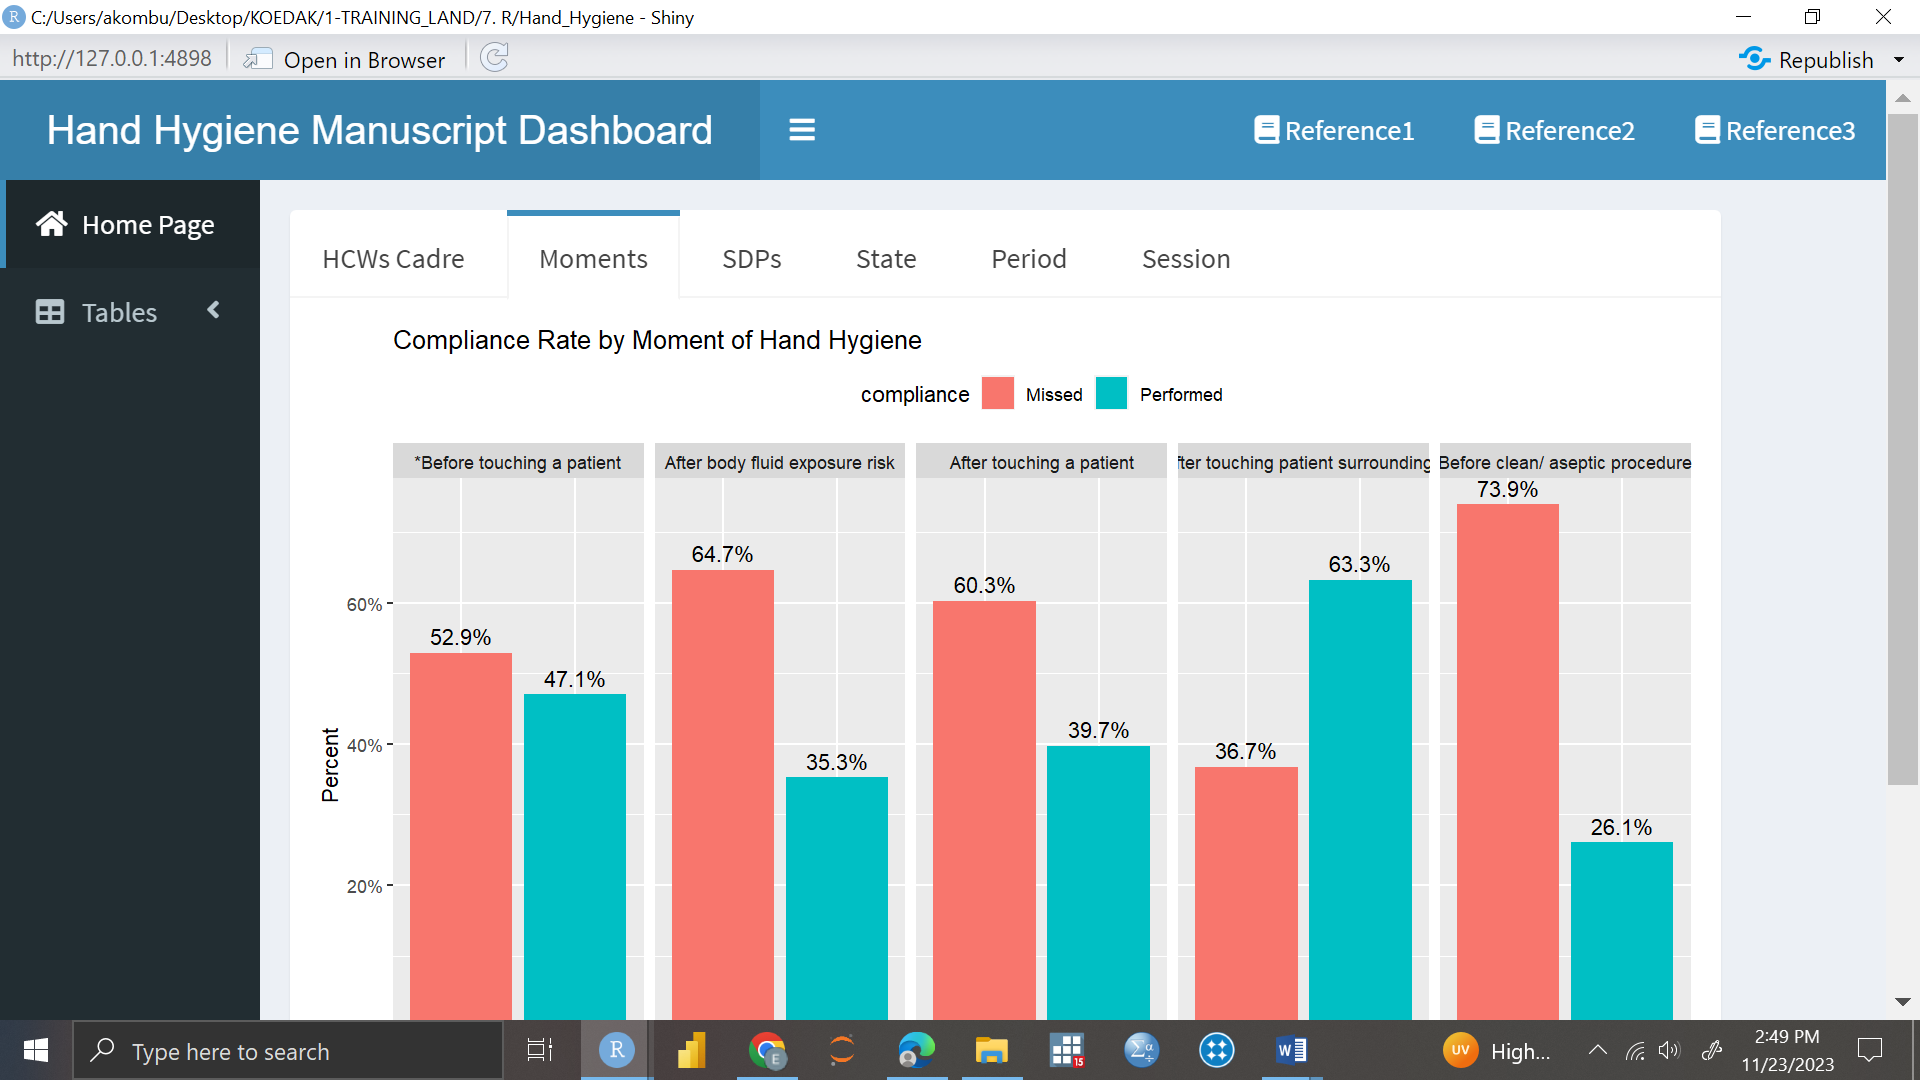 C:/Users/akombu/Desktop/KOEDAK/1-TRAINING_LAND/7. R/Hand_Hygiene - Shiny
http://127.0.0.1:4898 Open in Browser Republish
Hand Hygiene Manuscript Dashboard Reference1 Reference2 Reference3
Home Page
Tables
HCWs Cadre Moments SDPs State Period Session
Compliance Rate by Moment of Hand Hygiene
compliance Missed Performed
*Before touching a patient After body fluid exposure risk After touching a patient fter touching patient surrounding Before clean/ aseptic procedure
73.9%
64.7% 63.3%
60.3%
60%
52.9%
47.1%
39.7%
40%
36.7%
35.3%
Percent
26.1%
20%
Type here to search
R
E
15
UV High...
2:49 PM
11/23/2023